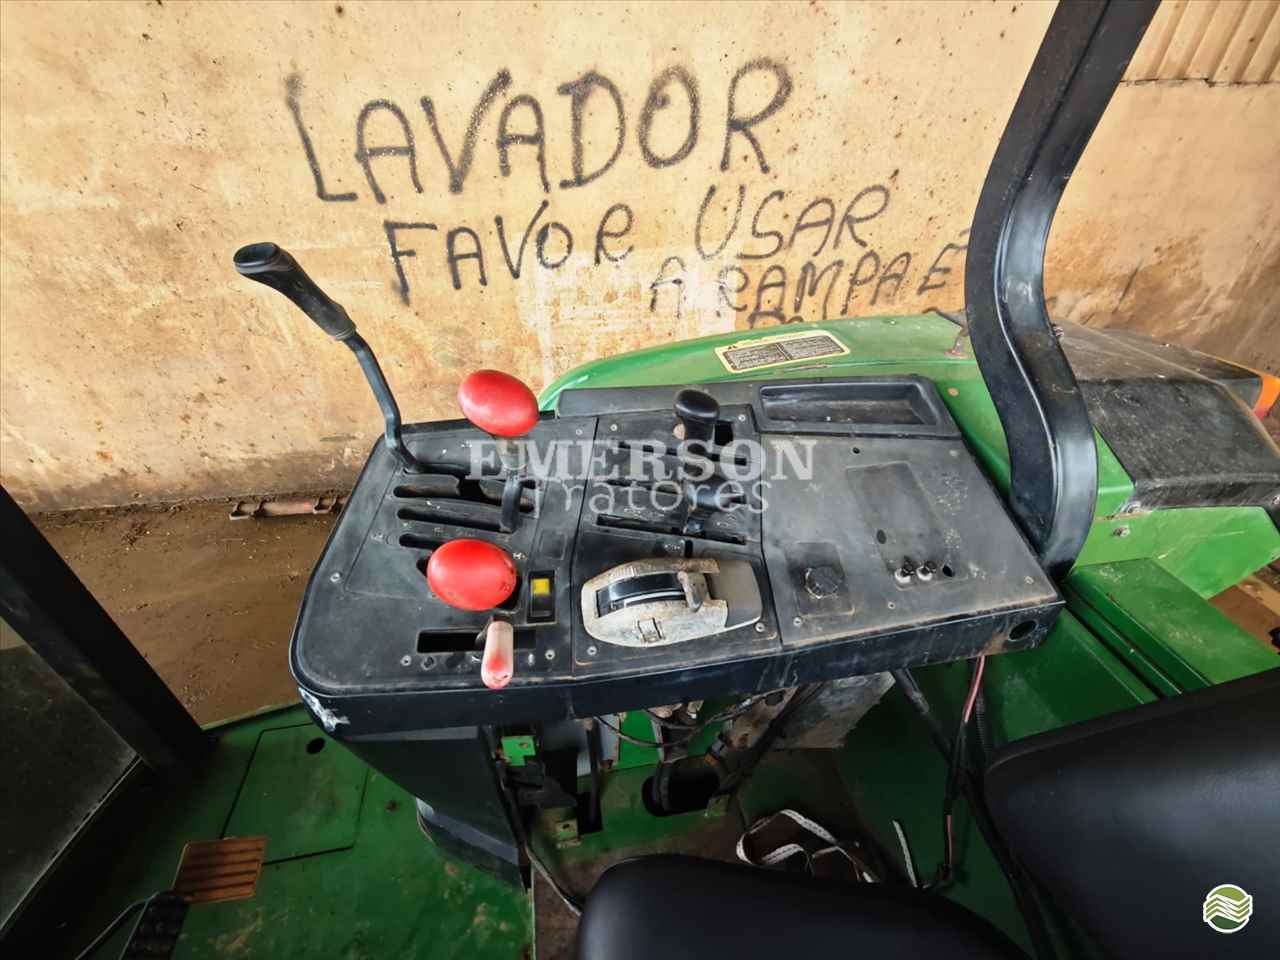 LAVADOR
FAVOR USAR
A RAMPA É
EMERSON
Tratores